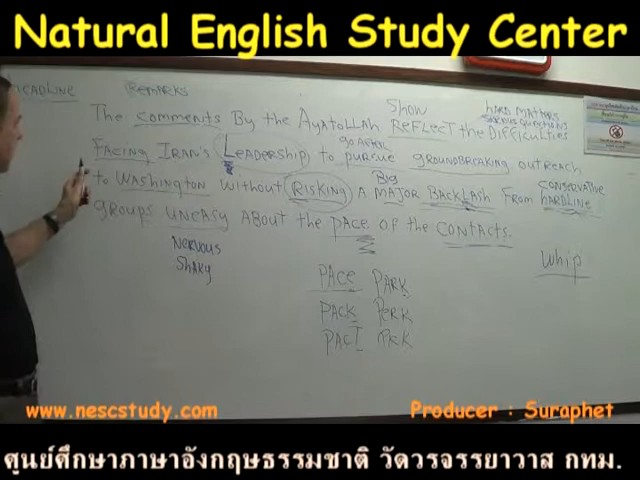 Natural English Study Center
HEADLINE
REMARKS
SHOW
HARD MATTERS
The comments By the AyATOLLAH REFLECT the DIFFICULTIES
go AFTER
FACING IRAN'S Leadership to pursue groundbreaking outreach
Big
CONSERVATIVE
to WASHINGTON without RISKING A MAJOR BACKLASH From HARDLINE
groups UNEASY ABOUT the PACE OF the CONTACTS.
NERVOUS
SHAKY
Whip
PACE PARK
PACK PERK
PACT
www.nescstudy.com
Producer : Suraphet
ศูนย์ศึกษาภาษาอังกฤษธรรมชาติ วัดวรจรรยาวาส กทม.